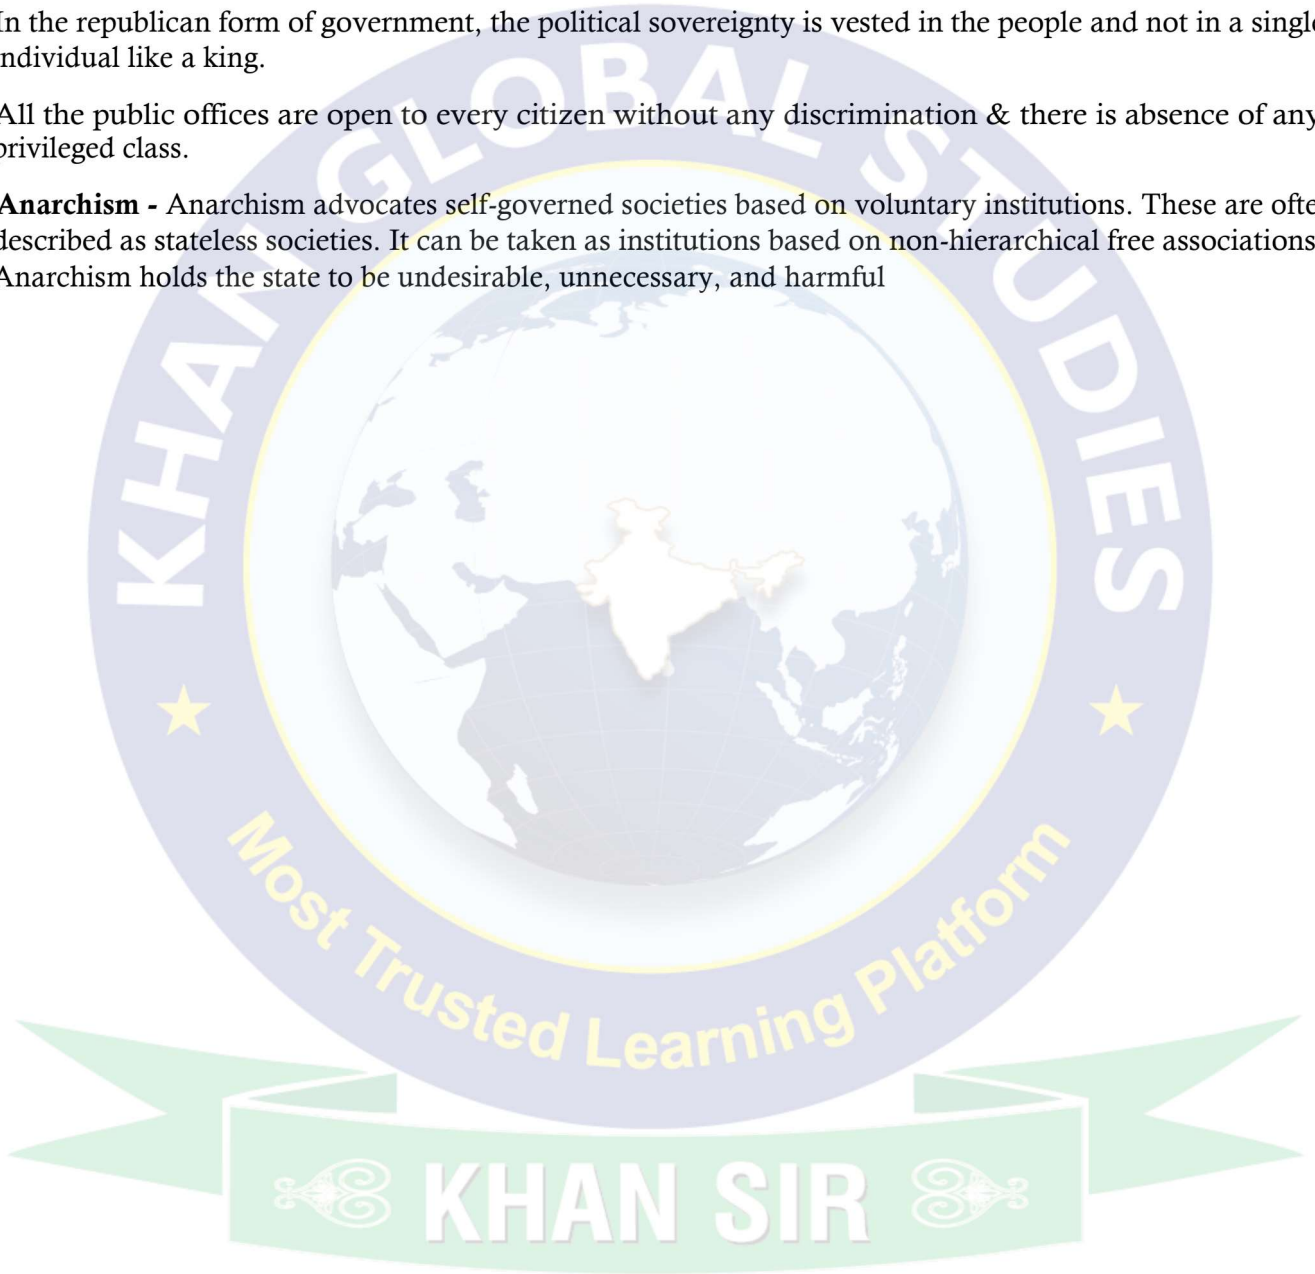 In the republican form of government, the political sovereignty is vested in the people and not in a single
individual like a king.
All the public offices are open to every citizen without any discrimination & there is absence of any
privileged class.
Anarchism - Anarchism advocates self-governed societies based on voluntary institutions. These are ofte
described as stateless societies. It can be taken as institutions based on non-hierarchical free associations
Anarchism holds the state to be undesirable, unnecessary, and harmful
KHAN GLOBAL STUDIES
Most Trusted Learning Platform
KHAN SIR